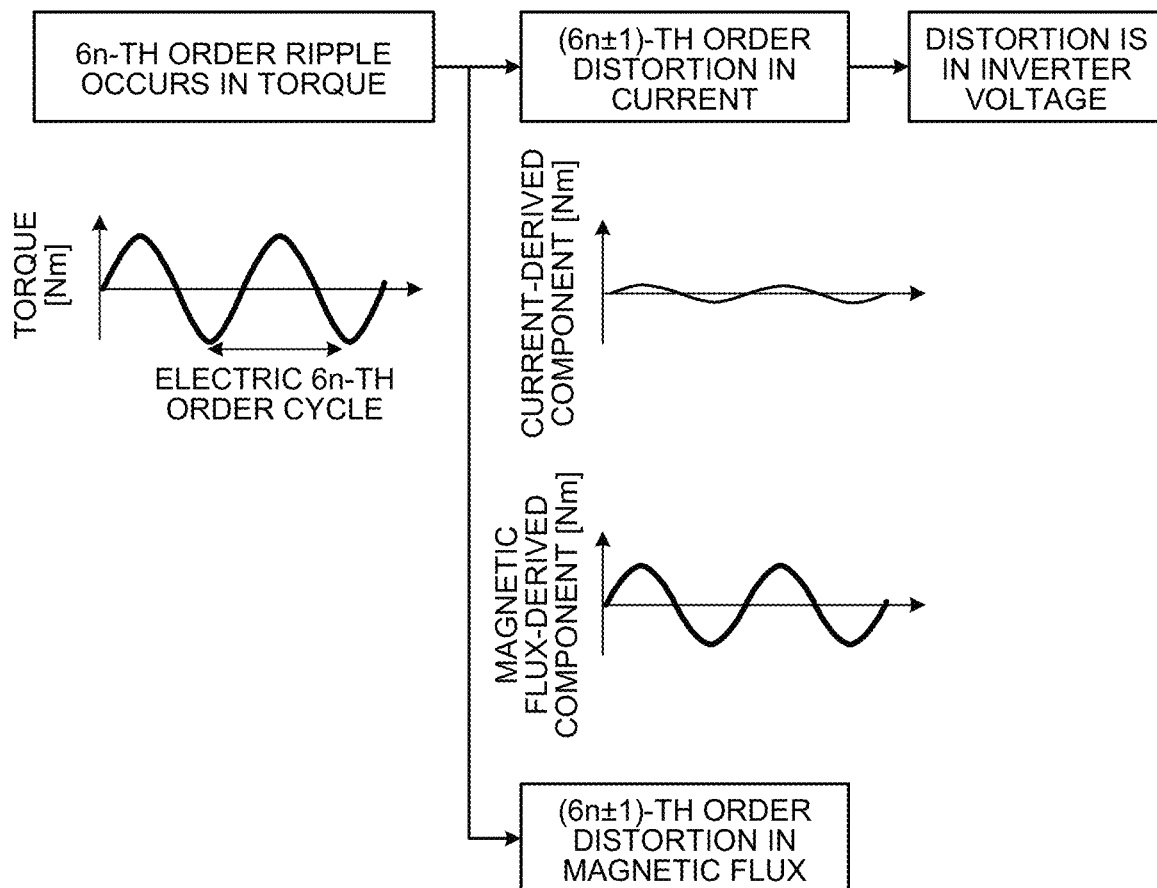 6n-TH ORDER RIPPLE
OCCURS IN TORQUE
(6n±1)-TH ORDER
DISTORTION IN
CURRENT
DISTORTION IS
IN INVERTER
VOLTAGE
TORQUE
[Nm]
ELECTRIC 6n-TH
ORDER CYCLE
CURRENT-DERIVED
COMPONENT [Nm]
MAGNETIC
FLUX-DERIVED
COMPONENT [Nm]
(6n±1)-TH ORDER
DISTORTION IN
MAGNETIC FLUX